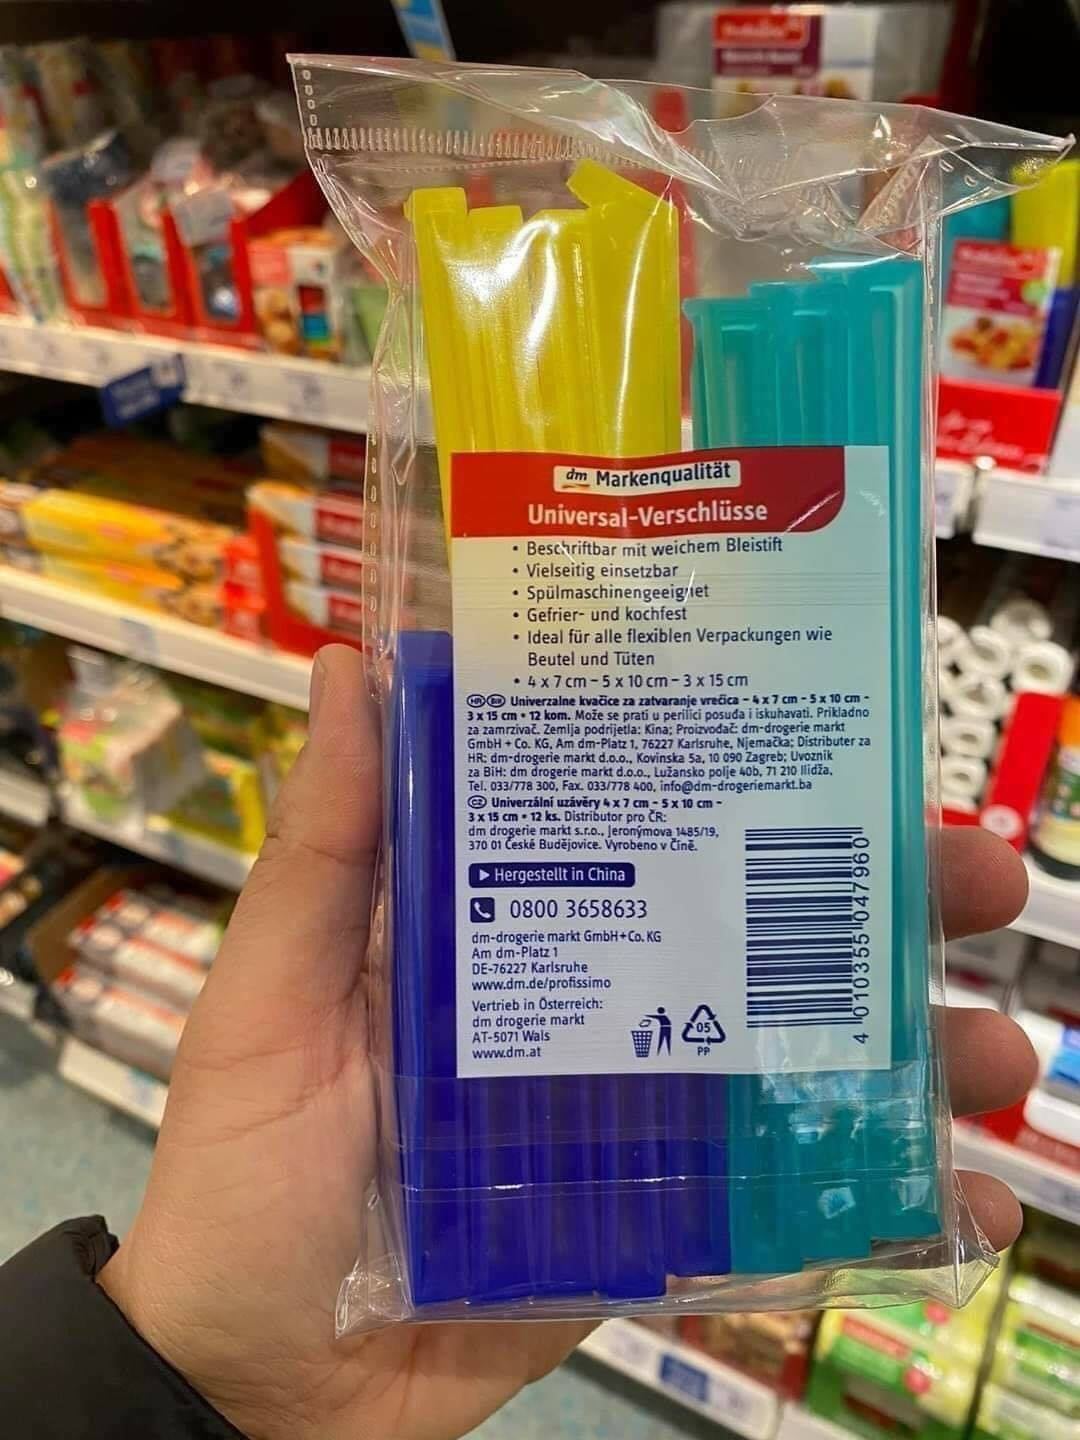 dm Markenqualität
Universal-Verschlüsse
• Beschriftbar mit weichem Bleistift
• Vielseitig einsetzbar
• Spülmaschinengeeignet
• Gefrier- und kochfest
• Ideal für alle flexiblen Verpackungen wie
Beutel und Tüten
• 4 x 7 cm – 5 x 10 cm – 3 x 15 cm
HR BIH Univerzalne kvačice za zatvaranje vrećica – 4 x 7 cm - 5 x 10 cm -
3 x 15 cm • 12 kom. Može se prati u perilici posuđa i iskuhavati. Prikladno
za zamrzivač. Zemlja podrijetla: Kina; Proizvođač: dm-drogerie markt
GmbH + Co. KG, Am dm-Platz 1, 76227 Karlsruhe, Njemačka; Distributer za
HR: dm-drogerie markt d.o.o., Kovinska 5a, 10 090 Zagreb; Uvoznik
za BiH: dm drogerie markt d.o.o., Lužansko polje 40b, 71 210 Ilidža,
Tel. 033/778 300, Fax. 033/778 400, info@dm-drogeriemarkt.ba
CZ Univerzální uzávěry 4 x 7 cm - 5 x 10 cm -
3 x 15 cm • 12 ks. Distributor pro ČR:
dm drogerie markt s.r.o., Jeronýmova 1485/19,
370 01 České Budějovice. Vyrobeno v Číně.
Hergestellt in China
0800 3658633
dm-drogerie markt GmbH+Co. KG
Am dm-Platz 1
DE-76227 Karlsruhe
www.dm.de/profissimo
Vertrieb in Österreich:
dm drogerie markt
AT-5071 Wals
www.dm.at
05
PP
4 010355 047960